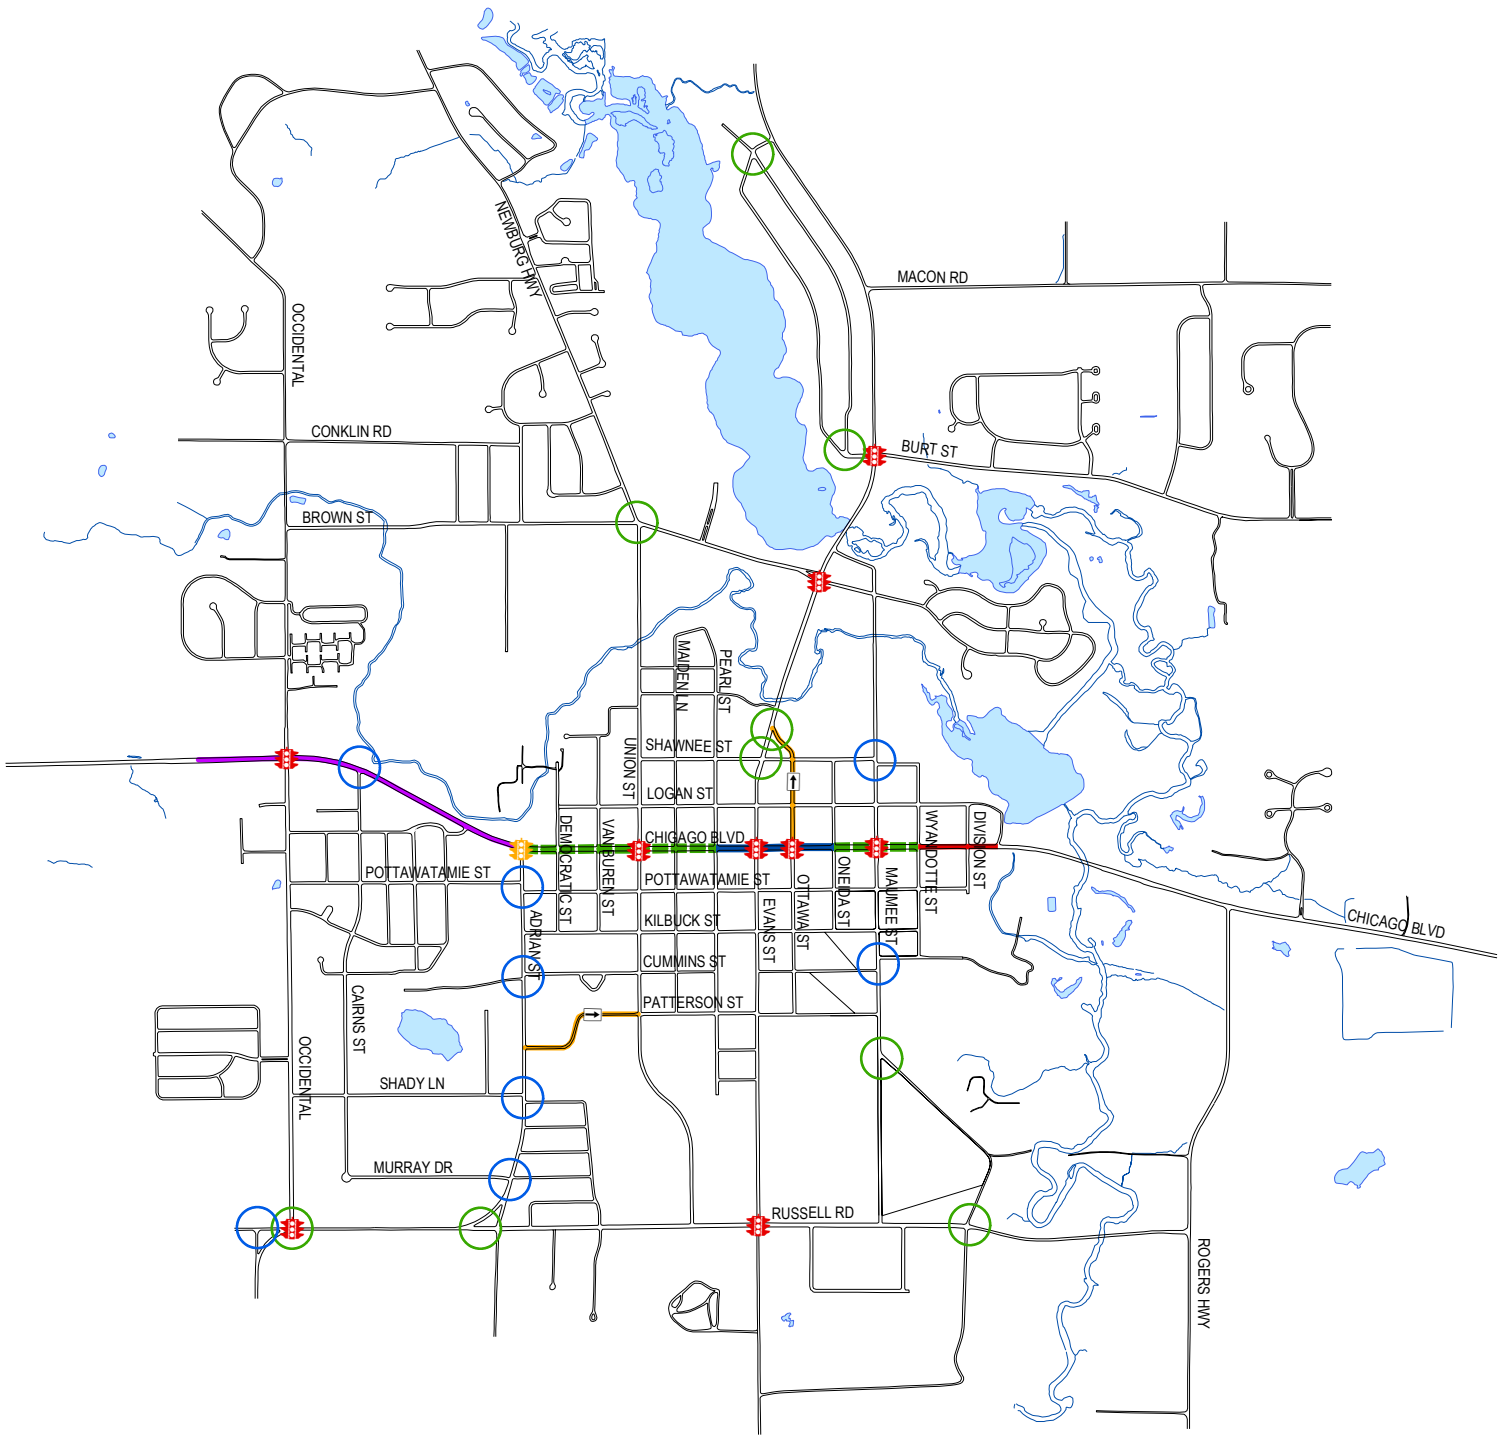 NEWBURG HWY
MACON RD
OCCIDENTAL
CONKLIN RD
BURT ST
BROWN ST
MAIDEN LN
PEARL ST
UNION ST
SHAWNEE ST
LOGAN ST
DEMOCRATIC ST
VAN BUREN ST
CHIGAGO BLVD
WYANDOTTE ST
DIVISION ST
POTTAWATAMIE ST
POTTAWATAMIE ST
ONEIDA ST
MAUMEE ST
OTTAWA ST
EVANS ST
ADRIAN ST
KILBUCK ST
CHICAGO BLVD
CUMMINS ST
CAIRNS ST
PATTERSON ST
OCCIDENTAL
SHADY LN
MURRAY DR
RUSSELL RD
ROGERS HWY